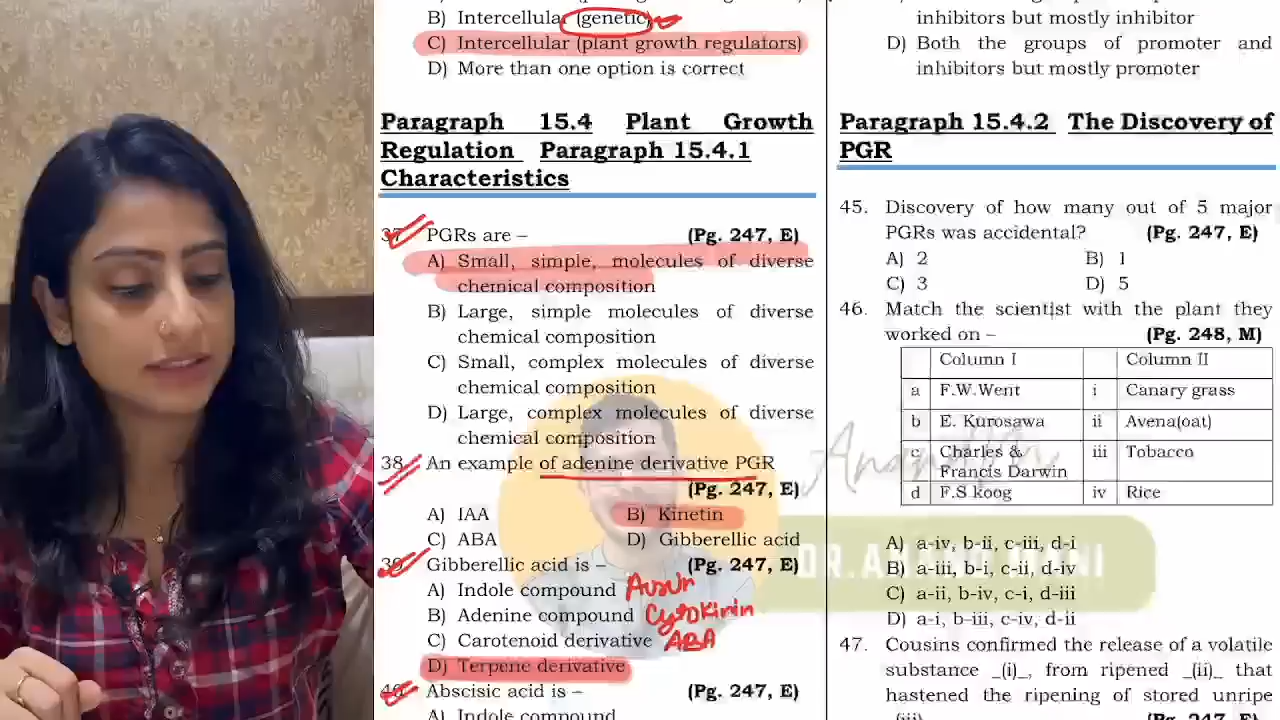 B) Intercellular (genetic)
C) Intercellular (plant growth regulators)
D) More than one option is correct
Paragraph 15.4 Plant Growth
Regulation Paragraph 15.4.1
Characteristics
37. PGRs are – (Pg. 247, E)
A) Small, simple, molecules of diverse
chemical composition
B) Large, simple molecules of diverse
chemical composition
C) Small, complex molecules of diverse
chemical composition
D) Large, complex molecules of diverse
chemical composition
38. An example of adenine derivative PGR
(Pg. 247, E)
A) IAA B) Kinetin
C) ABA D) Gibberellic acid
39. Gibberellic acid is – (Pg. 247, E)
A) Indole compound Auxin
B) Adenine compound Cytokinin
C) Carotenoid derivative ABA
D) Terpene derivative
40. Abscisic acid is – (Pg. 247, E)
A) Indole compound
inhibitors but mostly inhibitor
D) Both the groups of promoter and
inhibitors but mostly promoter
Paragraph 15.4.2 The Discovery of
PGR
45. Discovery of how many out of 5 major
PGRs was accidental? (Pg. 247, E)
A) 2 B) 1
C) 3 D) 5
46. Match the scientist with the plant they
worked on – (Pg. 248, M)
Column I Column II
a F.W.Went i Canary grass
b E. Kurosawa ii Avena(oat)
c Charles & Francis Darwin iii Tobacco
d F.S koog iv Rice
A) a-iv, b-ii, c-iii, d-i
B) a-iii, b-i, c-ii, d-iv
C) a-ii, b-iv, c-i, d-iii
D) a-i, b-iii, c-iv, d-ii
47. Cousins confirmed the release of a volatile
substance _(i)_, from ripened _(ii)_ that
hastened the ripening of stored unripe
_(iii)_ (Pg. 247, E)